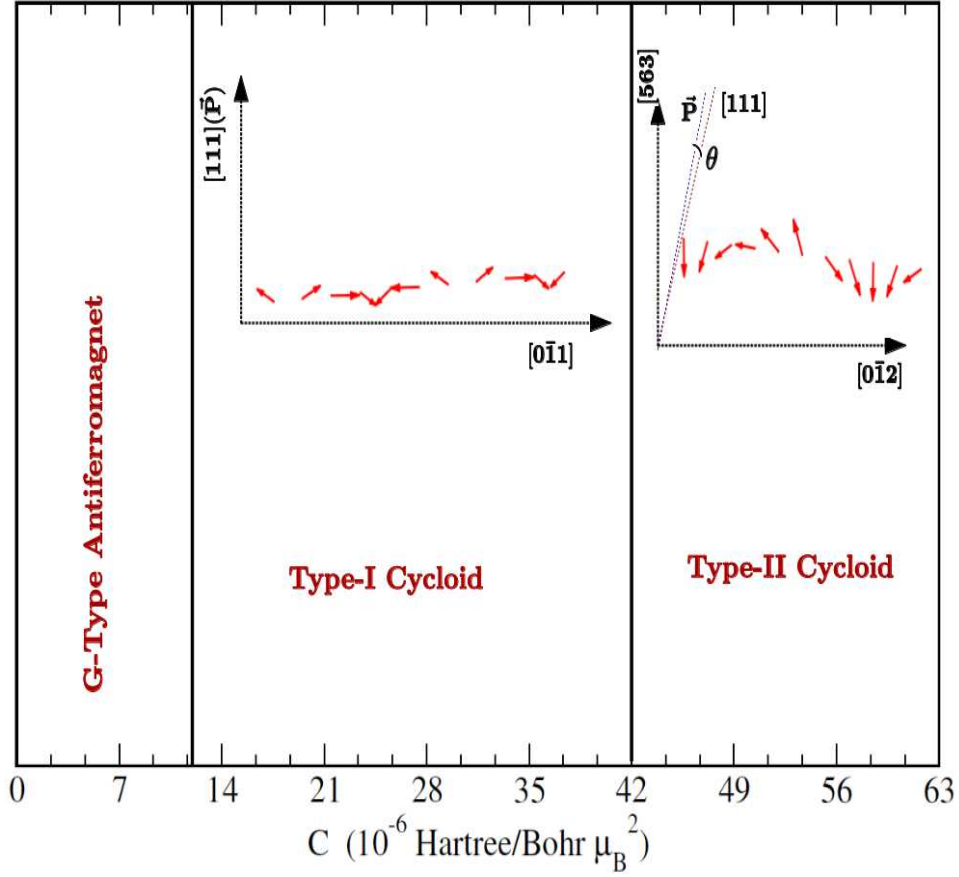 G-Type Antiferromagnet
[111](P⃗)
[01̅1]
Type-I Cycloid
[563]
P⃗
[111]
θ
[01̅2]
Type-II Cycloid
0 7 14 21 28 35 42 49 56 63
C (10⁻⁶ Hartree/Bohr μ_B²)